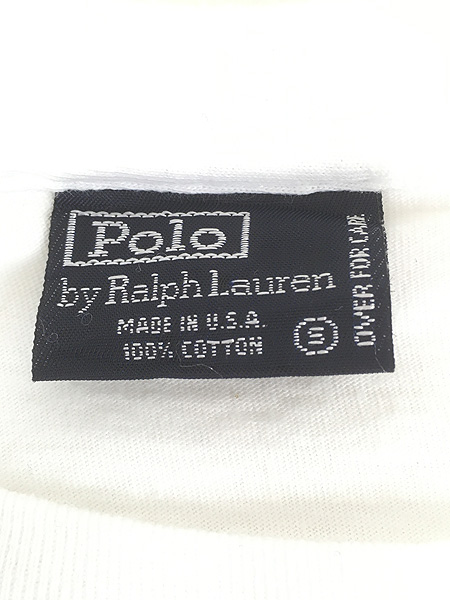 Polo
by Ralph Lauren
MADE IN U.S.A.
100% COTTON
M
OVER FOR CARE